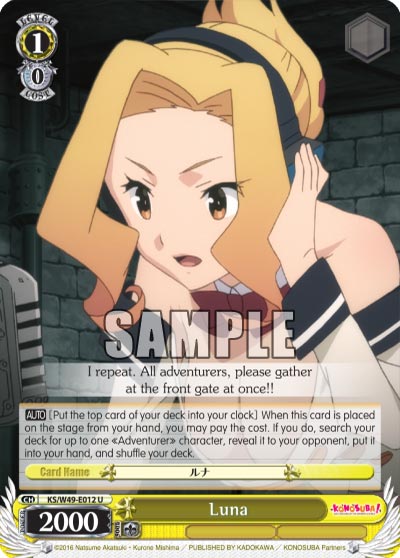 LEVEL
1
0
COST
SAMPLE
I repeat. All adventurers, please gather
at the front gate at once!!
AUTO [Put the top card of your deck into your clock] When this card is placed
on the stage from your hand, you may pay the cost. If you do, search your
deck for up to one «Adventurer» character, reveal it to your opponent, put it
into your hand, and shuffle your deck.
Card Name ルナ
CH KS/W49-E012 U
Luna
KONOSUBA!
POWER 2000
©2016 Natsume Akatsuki・Kurone Mishima / PUBLISHED BY KADOKAWA / KONOSUBA Partners